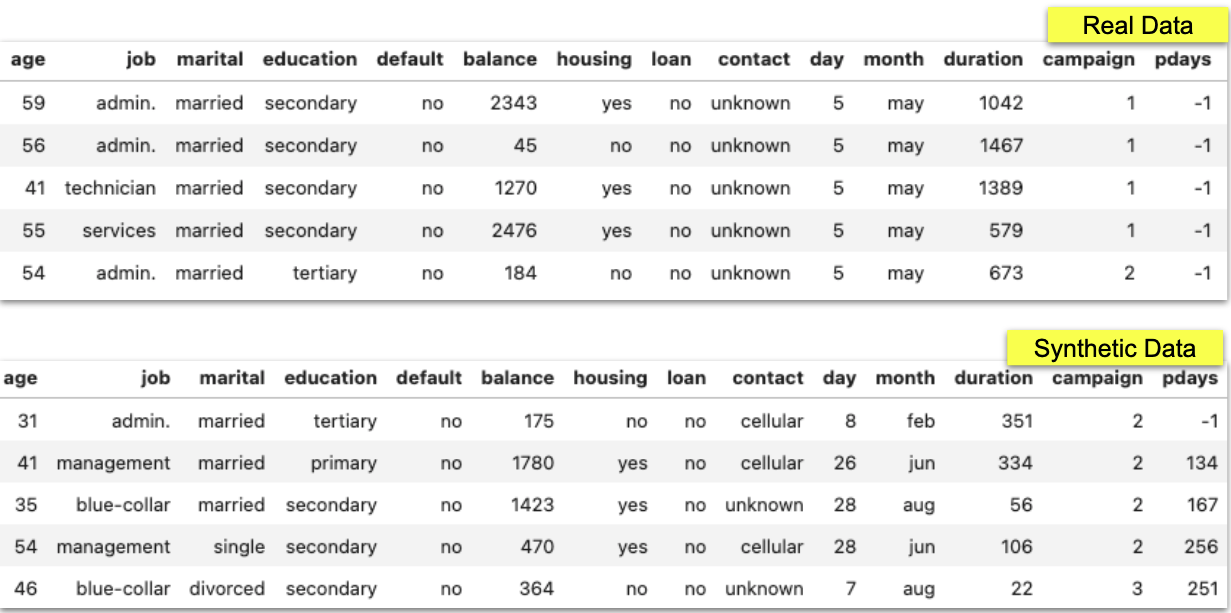 Real Data
age job marital education default balance housing loan contact day month duration campaign pdays
59 admin. married secondary no 2343 yes no unknown 5 may 1042 1 -1
56 admin. married secondary no 45 no no unknown 5 may 1467 1 -1
41 technician married secondary no 1270 yes no unknown 5 may 1389 1 -1
55 services married secondary no 2476 yes no unknown 5 may 579 1 -1
54 admin. married tertiary no 184 no no unknown 5 may 673 2 -1
Synthetic Data
age job marital education default balance housing loan contact day month duration campaign pdays
31 admin. married tertiary no 175 no no cellular 8 feb 351 2 -1
41 management married primary no 1780 yes no cellular 26 jun 334 2 134
35 blue-collar married secondary no 1423 yes no unknown 28 aug 56 2 167
54 management single secondary no 470 yes no cellular 28 jun 106 2 256
46 blue-collar divorced secondary no 364 no no unknown 7 aug 22 3 251